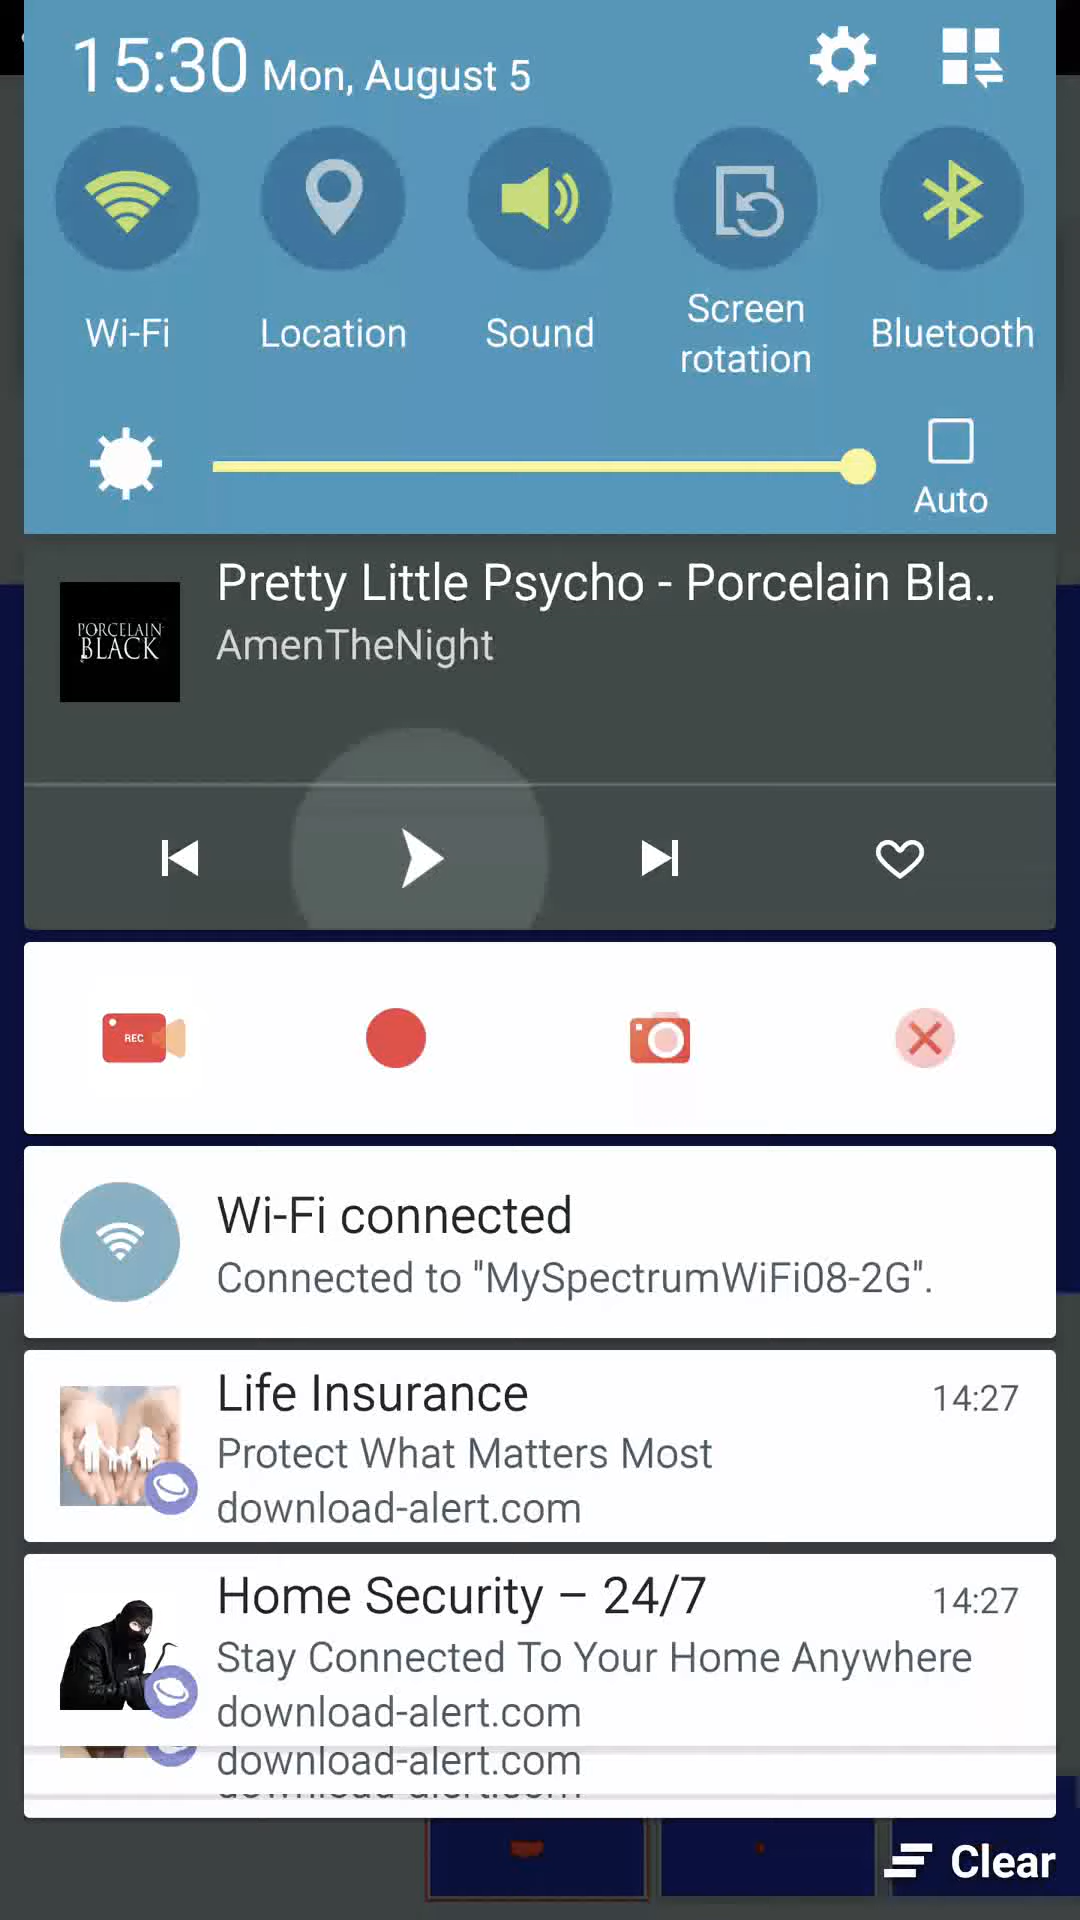 15:30 Mon, August 5
Wi-Fi
Location
Sound
Screen
rotation
Bluetooth
Auto
PORCELAIN
BLACK
Pretty Little Psycho - Porcelain Bla..
AmenTheNight
REC
Wi-Fi connected
Connected to "MySpectrumWiFi08-2G".
Life Insurance
14:27
Protect What Matters Most
download-alert.com
Home Security – 24/7
14:27
Stay Connected To Your Home Anywhere
download-alert.com
download-alert.com
Clear